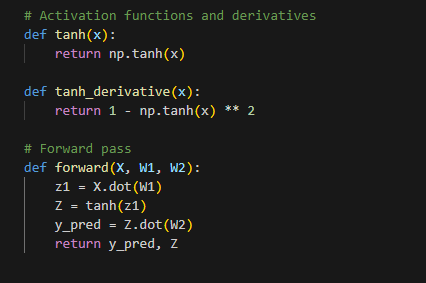 # Activation functions and derivatives
def tanh(x):
    return np.tanh(x)

def tanh_derivative(x):
    return 1 - np.tanh(x) ** 2

# Forward pass
def forward(X, W1, W2):
    z1 = X.dot(W1)
    Z = tanh(z1)
    y_pred = Z.dot(W2)
    return y_pred, Z